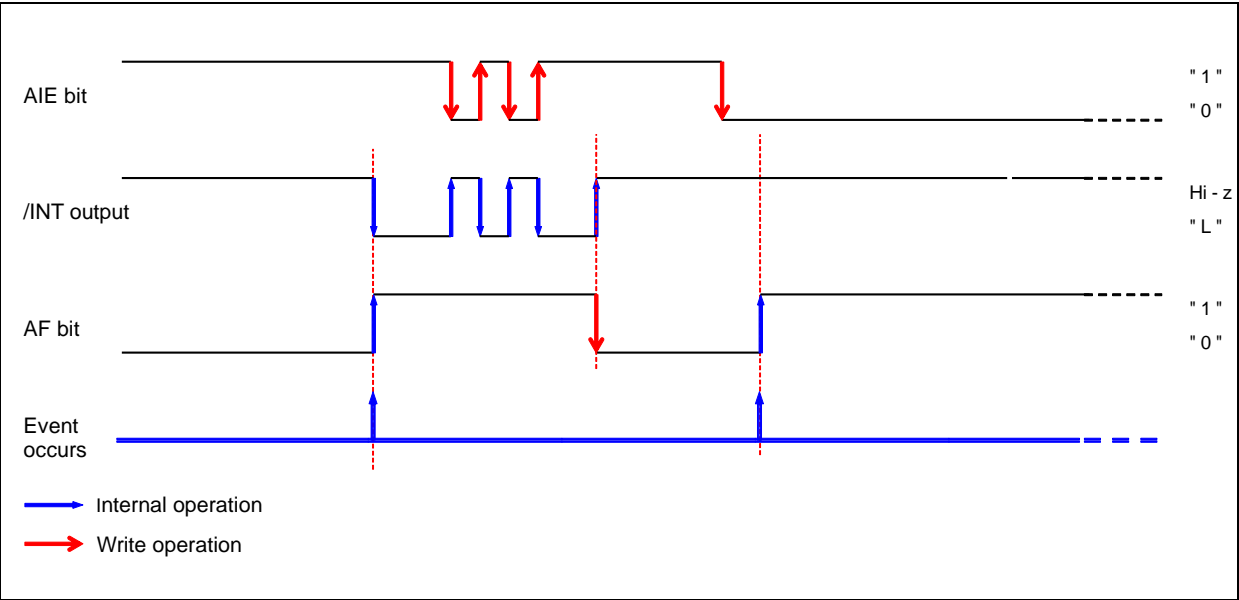 AIE bit
" 1 "
" 0 "
/INT output
Hi - z
" L "
AF bit
" 1 "
" 0 "
Event
occurs
Internal operation
Write operation